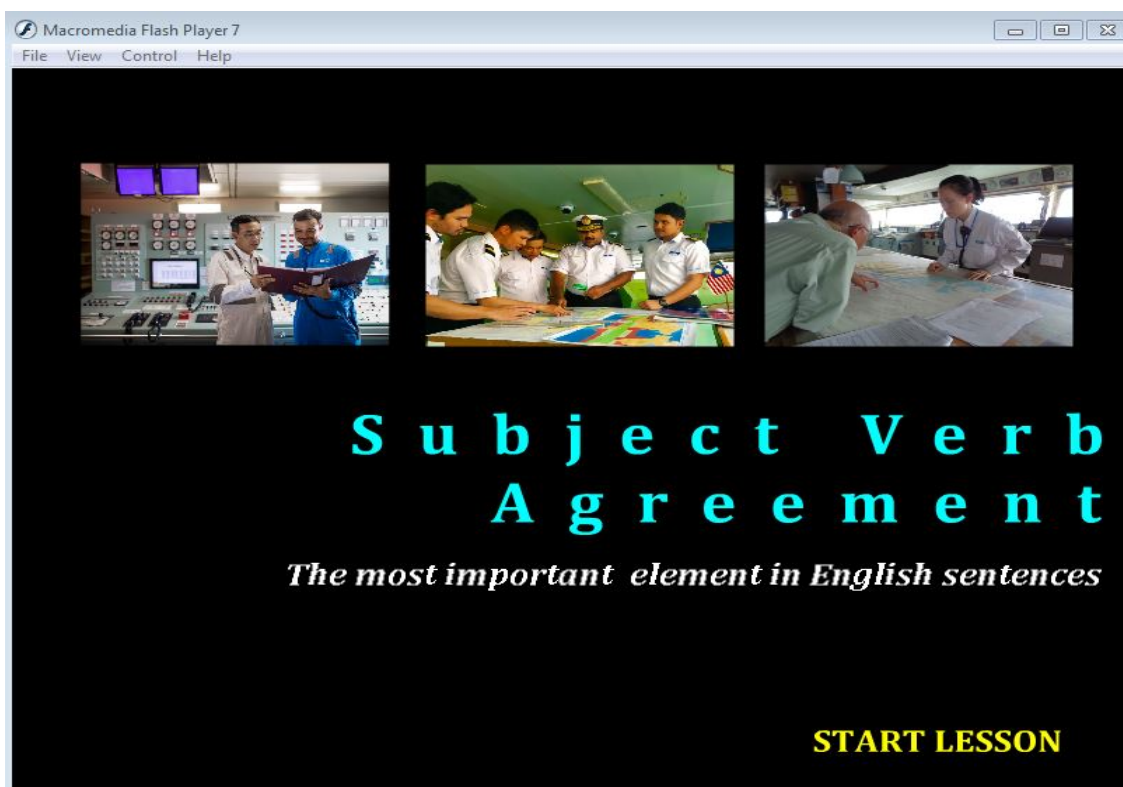 Macromedia Flash Player 7
File View Control Help
Subject Verb
Agreement
The most important element in English sentences
START LESSON